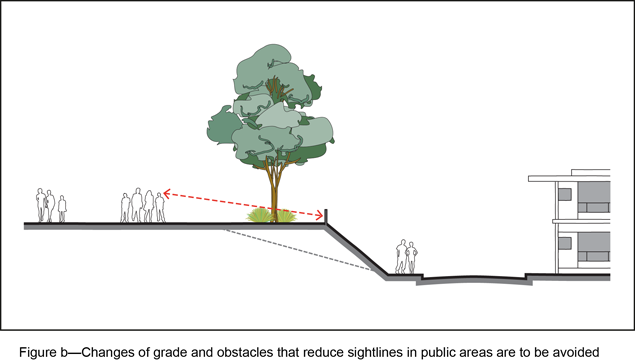 Figure b—Changes of grade and obstacles that reduce sightlines in public areas are to be avoided